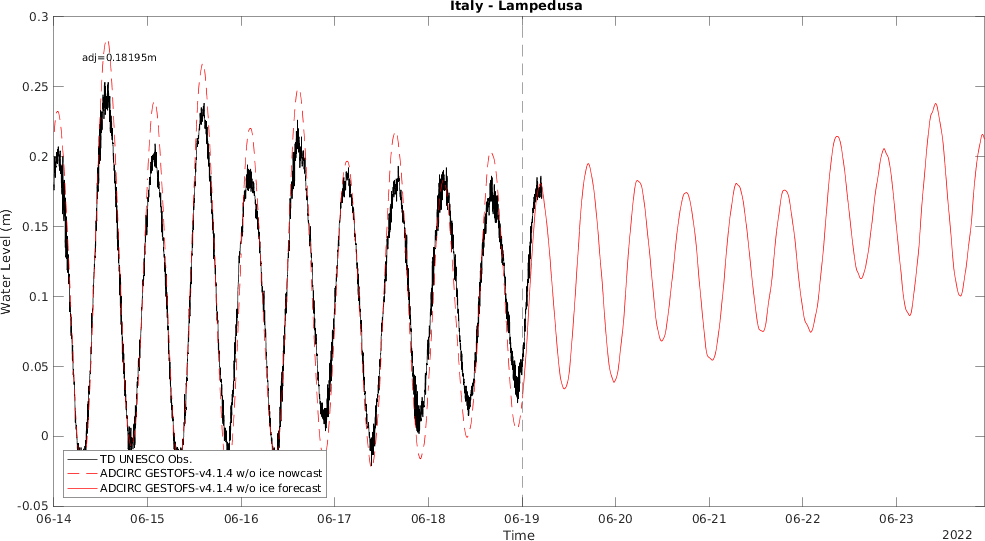 Italy - Lampedusa
0.3
adj=0.18195m
0.25
0.2
0.15
0.1
0.05
0
-0.05
Water Level (m)
TD UNESCO Obs.
ADCIRC GESTOFS-v4.1.4 w/o ice nowcast
ADCIRC GESTOFS-v4.1.4 w/o ice forecast
06-14 06-15 06-16 06-17 06-18 06-19 06-20 06-21 06-22 06-23
Time
2022